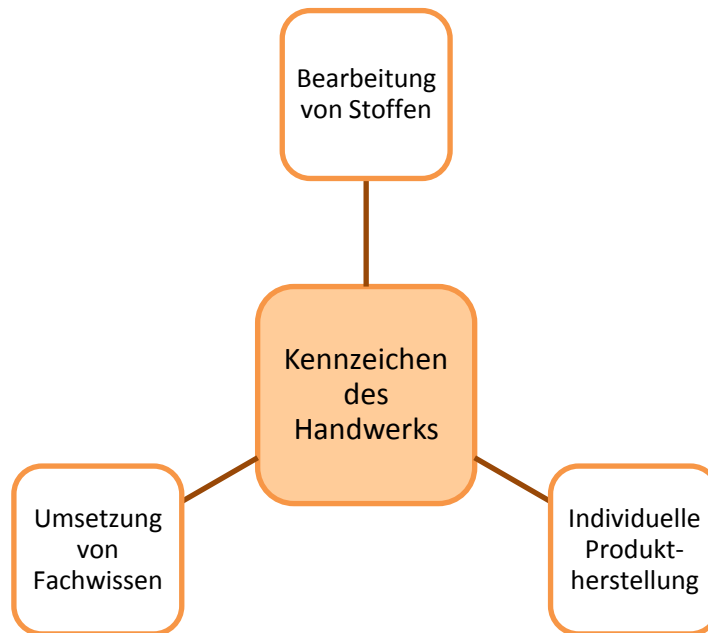 Bearbeitung
von Stoffen
Kennzeichen
des
Handwerks
Umsetzung
von
Fachwissen
Individuelle
Produkt-
herstellung